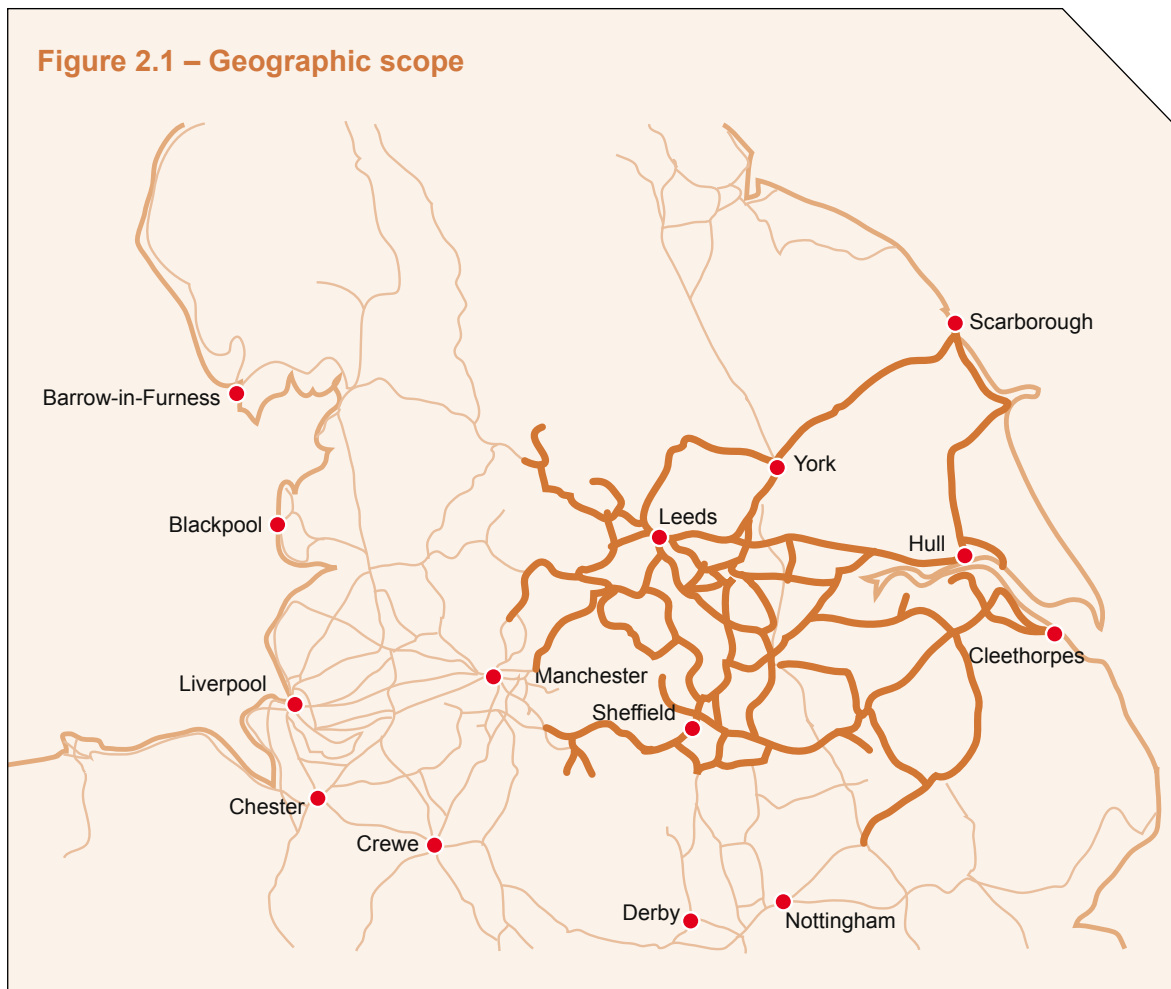 Figure 2.1 – Geographic scope
Scarborough
Barrow-in-Furness
York
Blackpool
Leeds
Hull
Cleethorpes
Manchester
Liverpool
Sheffield
Chester
Crewe
Derby
Nottingham